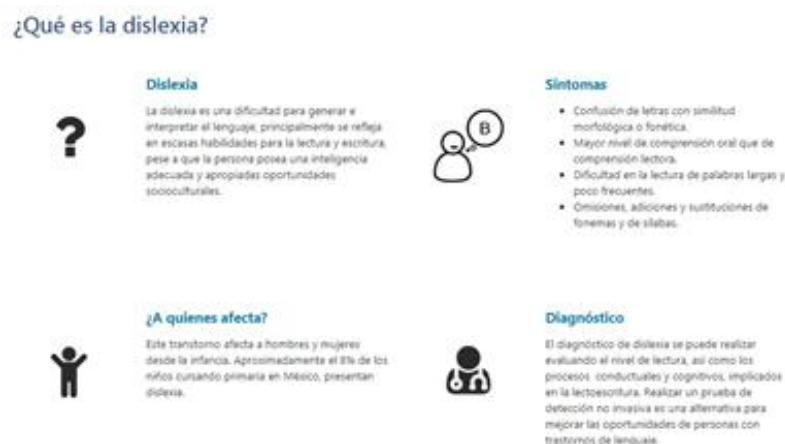 ¿Qué es la dislexia?
Dislexia
La dislexia es una dificultad para generar e
interpretar el lenguaje, principalmente se refleja
en escasas habilidades para la lectura y escritura,
pese a que la persona posea una inteligencia
adecuada y apropiadas oportunidades
socioculturales.
B
Síntomas
Confusión de letras con similitud
morfológica o fonética.
Mayor nivel de comprensión oral que de
comprensión lectora.
Dificultad en la lectura de palabras largas y
poco frecuentes.
Omisiones, adiciones y sustituciones de
fonemas y de sílabas.
¿A quienes afecta?
Este transtorno afecta a hombres y mujeres
desde la infancia. Aproximadamente el 8% de los
niños cursando primaria en México, presentan
dislexia.
Diagnóstico
El diagnóstico de dislexia se puede realizar
evaluando el nivel de lectura, así como los
procesos conductuales y cognitivos, implicados
en la lectoescritura. Realizar un prueba de
detección no invasiva es una alternativa para
mejorar las oportunidades de personas con
trastornos de lenguaje.